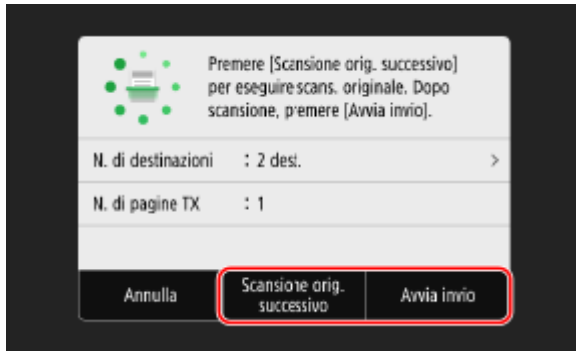 Premere [Scansione orig. successivo]
per eseguire scans. originale. Dopo
scansione, premere [Avvia invio].
N. di destinazioni : 2 dest. >
N. di pagine TX : 1
Annulla
Scansione orig.
successivo
Avvia invio